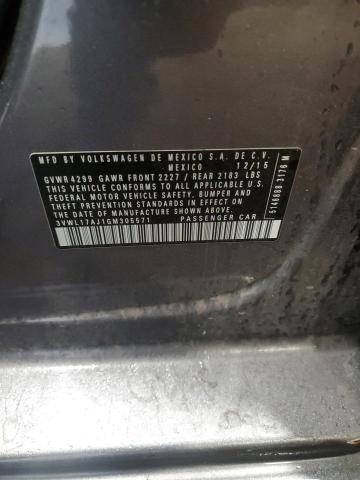 MFD BY VOLKSWAGEN DE MEXICO S.A. DE C.V.
MEXICO 12/15
GVWR 4299 GAWR FRONT 2227 / REAR 2183 LBS
THIS VEHICLE CONFORMS TO ALL APPLICABLE U.S.
FEDERAL MOTOR VEHICLE SAFETY, BUMPER AND
THEFT PREVENTION STANDARDS IN EFFECT
ON THE DATE OF MANUFACTURE SHOWN ABOVE.
3VWL17AJ1GM305571 PASSENGER CAR
5146888 3176 M